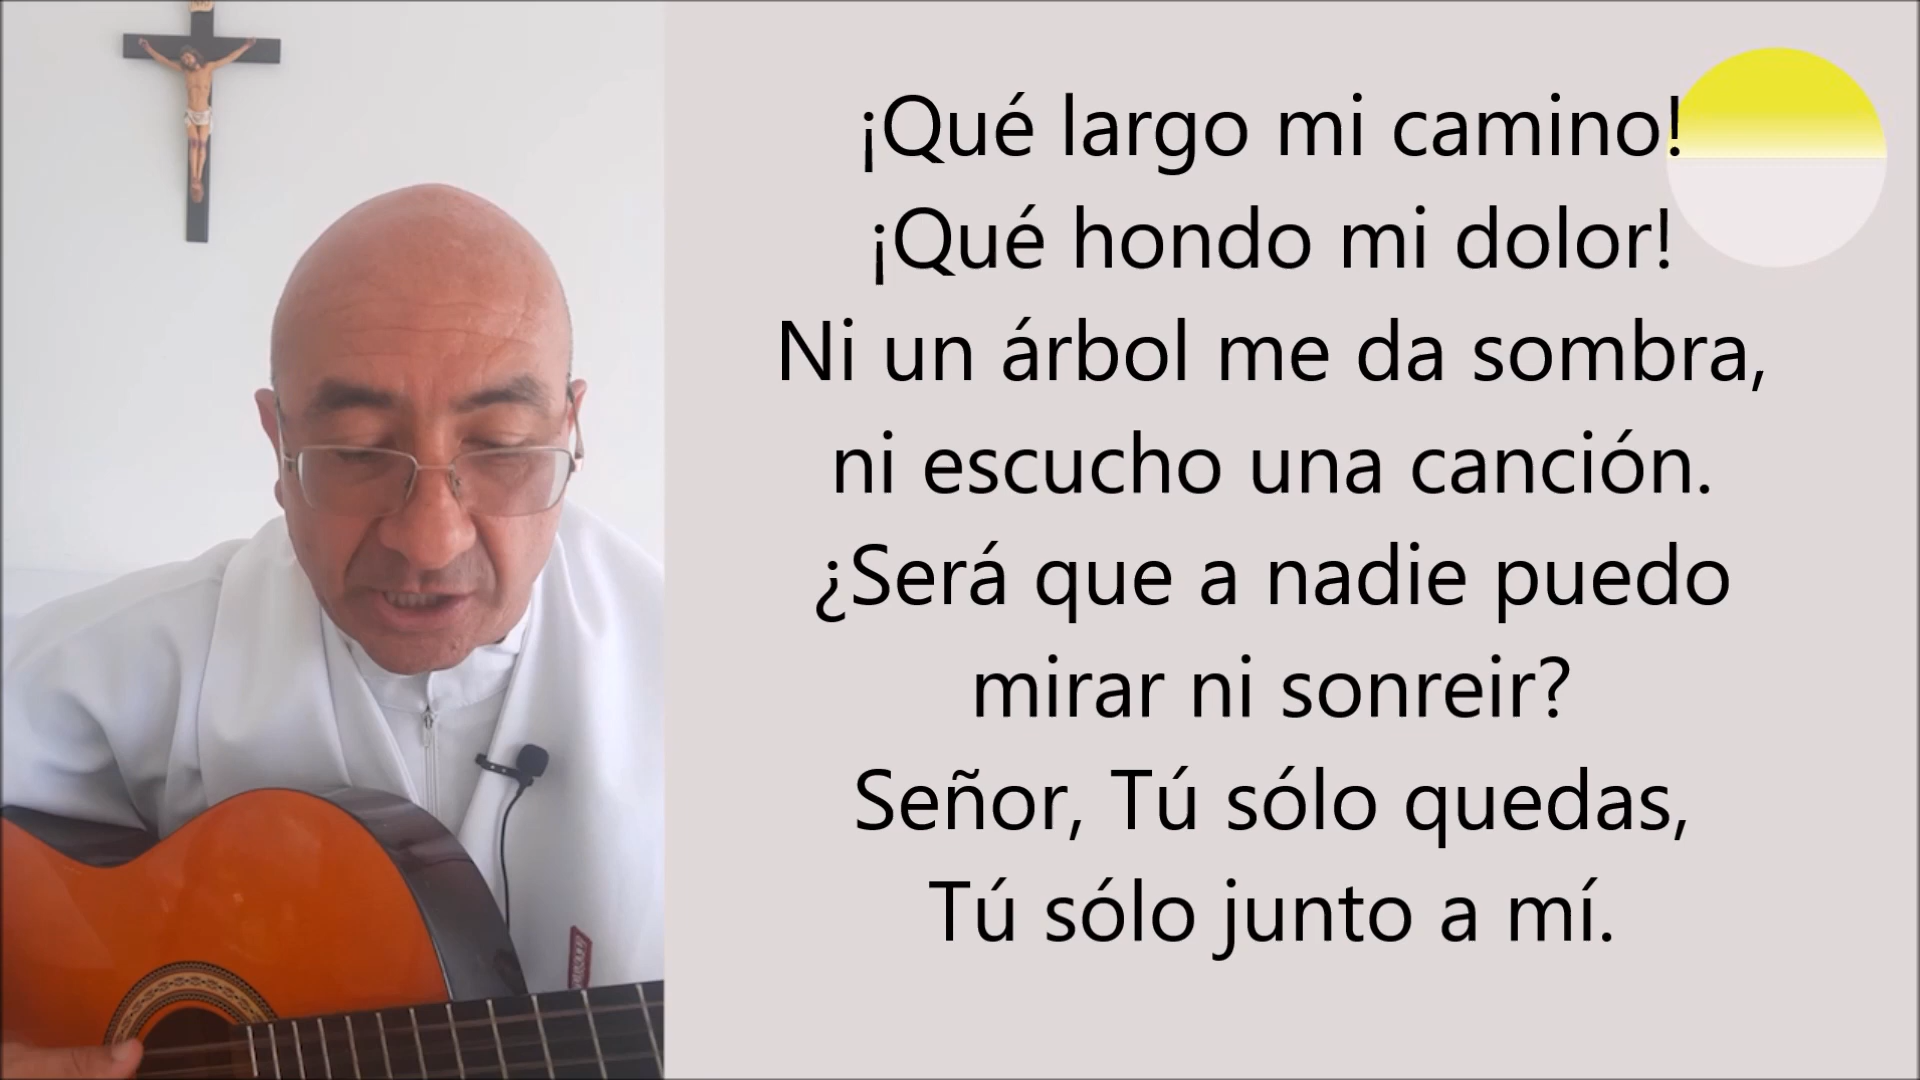 ¡Qué largo mi camino!
¡Qué hondo mi dolor!
Ni un árbol me da sombra,
ni escucho una canción.
¿Será que a nadie puedo
mirar ni sonreir?
Señor, Tú sólo quedas,
Tú sólo junto a mí.